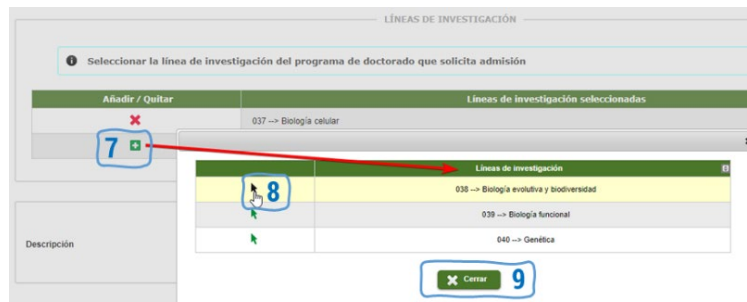 LÍNEAS DE INVESTIGACIÓN
Seleccionar la línea de investigación del programa de doctorado que solicita admisión
Añadir / Quitar Líneas de investigación seleccionadas
037 --> Biología celular
7
Líneas de investigación
8 038 --> Biología evolutiva y biodiversidad
039 --> Biología funcional
040 --> Genética
Descripción
Cerrar 9